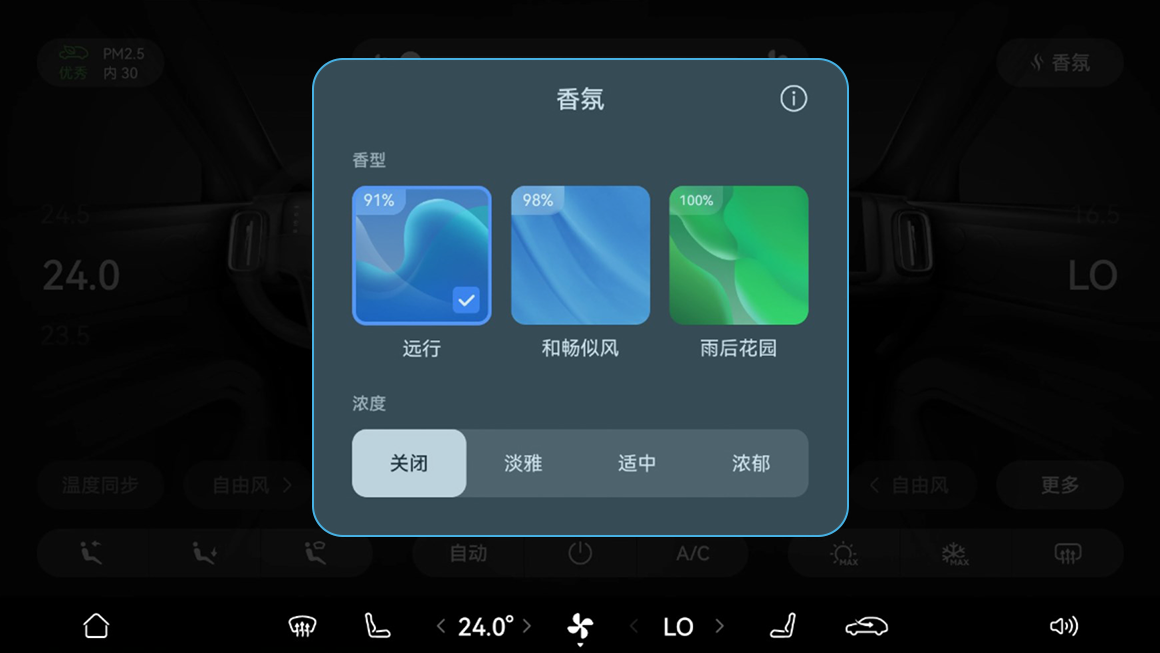 PM2.5
优秀 内 30
香氛
香氛
香型
91%
98%
100%
远行
和畅似风
雨后花园
浓度
关闭
淡雅
适中
浓郁
24.5
24.0
23.5
16.5
LO
温度同步
自由风
自由风
更多
自动
A/C
MAX
MAX
24.0°
LO